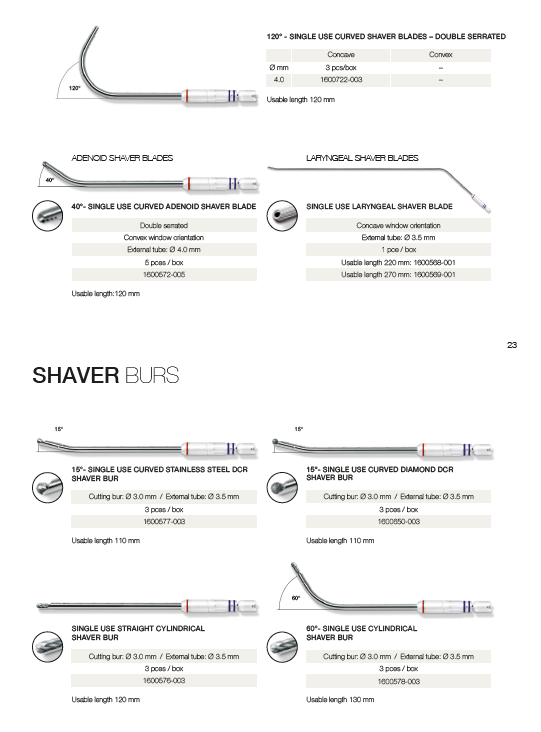 120° - SINGLE USE CURVED SHAVER BLADES – DOUBLE SERRATED
Concave Convex
Ø mm 3 pcs/box –
4.0 1600722-003 –
Usable length 120 mm
120°
ADENOID SHAVER BLADES
40°
40°- SINGLE USE CURVED ADENOID SHAVER BLADE
Double serrated
Convex window orientation
External tube: Ø 4.0 mm
5 pces / box
1600572-005
Usable length:120 mm
LARYNGEAL SHAVER BLADES
SINGLE USE LARYNGEAL SHAVER BLADE
Concave window orientation
External tube: Ø 3.5 mm
1 pce / box
Usable length 220 mm: 1600568-001
Usable length 270 mm: 1600569-001
23
SHAVER BURS
15°
15°- SINGLE USE CURVED STAINLESS STEEL DCR
SHAVER BUR
Cutting bur: Ø 3.0 mm / External tube: Ø 3.5 mm
3 pces / box
1600577-003
Usable length 110 mm
15°
15°- SINGLE USE CURVED DIAMOND DCR
SHAVER BUR
Cutting bur: Ø 3.0 mm / External tube: Ø 3.5 mm
3 pces / box
1600650-003
Usable length 110 mm
SINGLE USE STRAIGHT CYLINDRICAL
SHAVER BUR
Cutting bur: Ø 3.0 mm / External tube: Ø 3.5 mm
3 pces / box
1600576-003
Usable length 120 mm
60°
60°- SINGLE USE CYLINDRICAL
SHAVER BUR
Cutting bur: Ø 3.0 mm / External tube: Ø 3.5 mm
3 pces / box
1600578-003
Usable length 130 mm